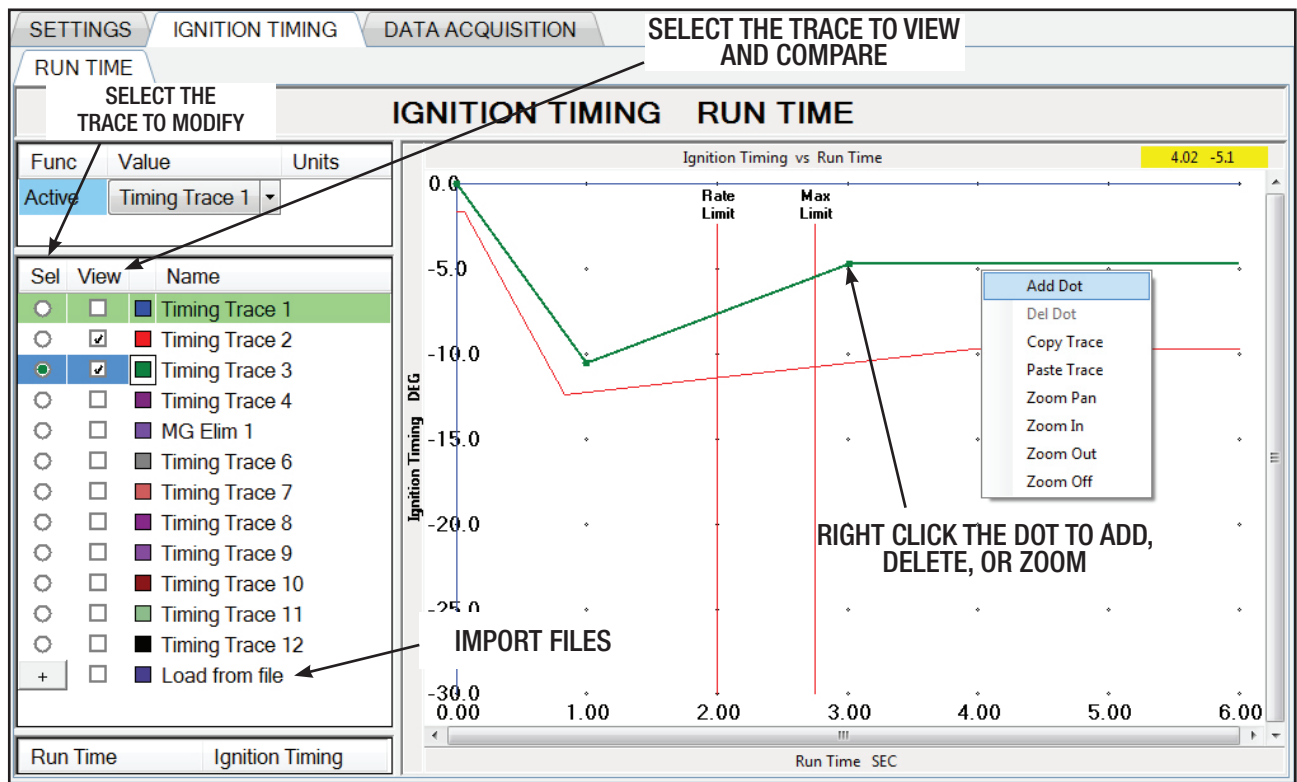 SETTINGS
IGNITION TIMING
DATA ACQUISITION
SELECT THE TRACE TO VIEW
AND COMPARE
RUN TIME
SELECT THE
TRACE TO MODIFY
IGNITION TIMING RUN TIME
Func Value Units
Active Timing Trace 1
Sel View Name
Timing Trace 1
Timing Trace 2
Timing Trace 3
Timing Trace 4
MG Elim 1
Timing Trace 6
Timing Trace 7
Timing Trace 8
Timing Trace 9
Timing Trace 10
Timing Trace 11
Timing Trace 12
+ Load from file
IMPORT FILES
Run Time Ignition Timing
Ignition Timing vs Run Time
4.02 -5.1
Rate
Limit
Max
Limit
0.0
-5.0
-10.0
-15.0
-20.0
-25.0
-30.0
Ignition Timing DEG
Add Dot
Del Dot
Copy Trace
Paste Trace
Zoom Pan
Zoom In
Zoom Out
Zoom Off
RIGHT CLICK THE DOT TO ADD,
DELETE, OR ZOOM
0.00 1.00 2.00 3.00 4.00 5.00 6.00
Run Time SEC